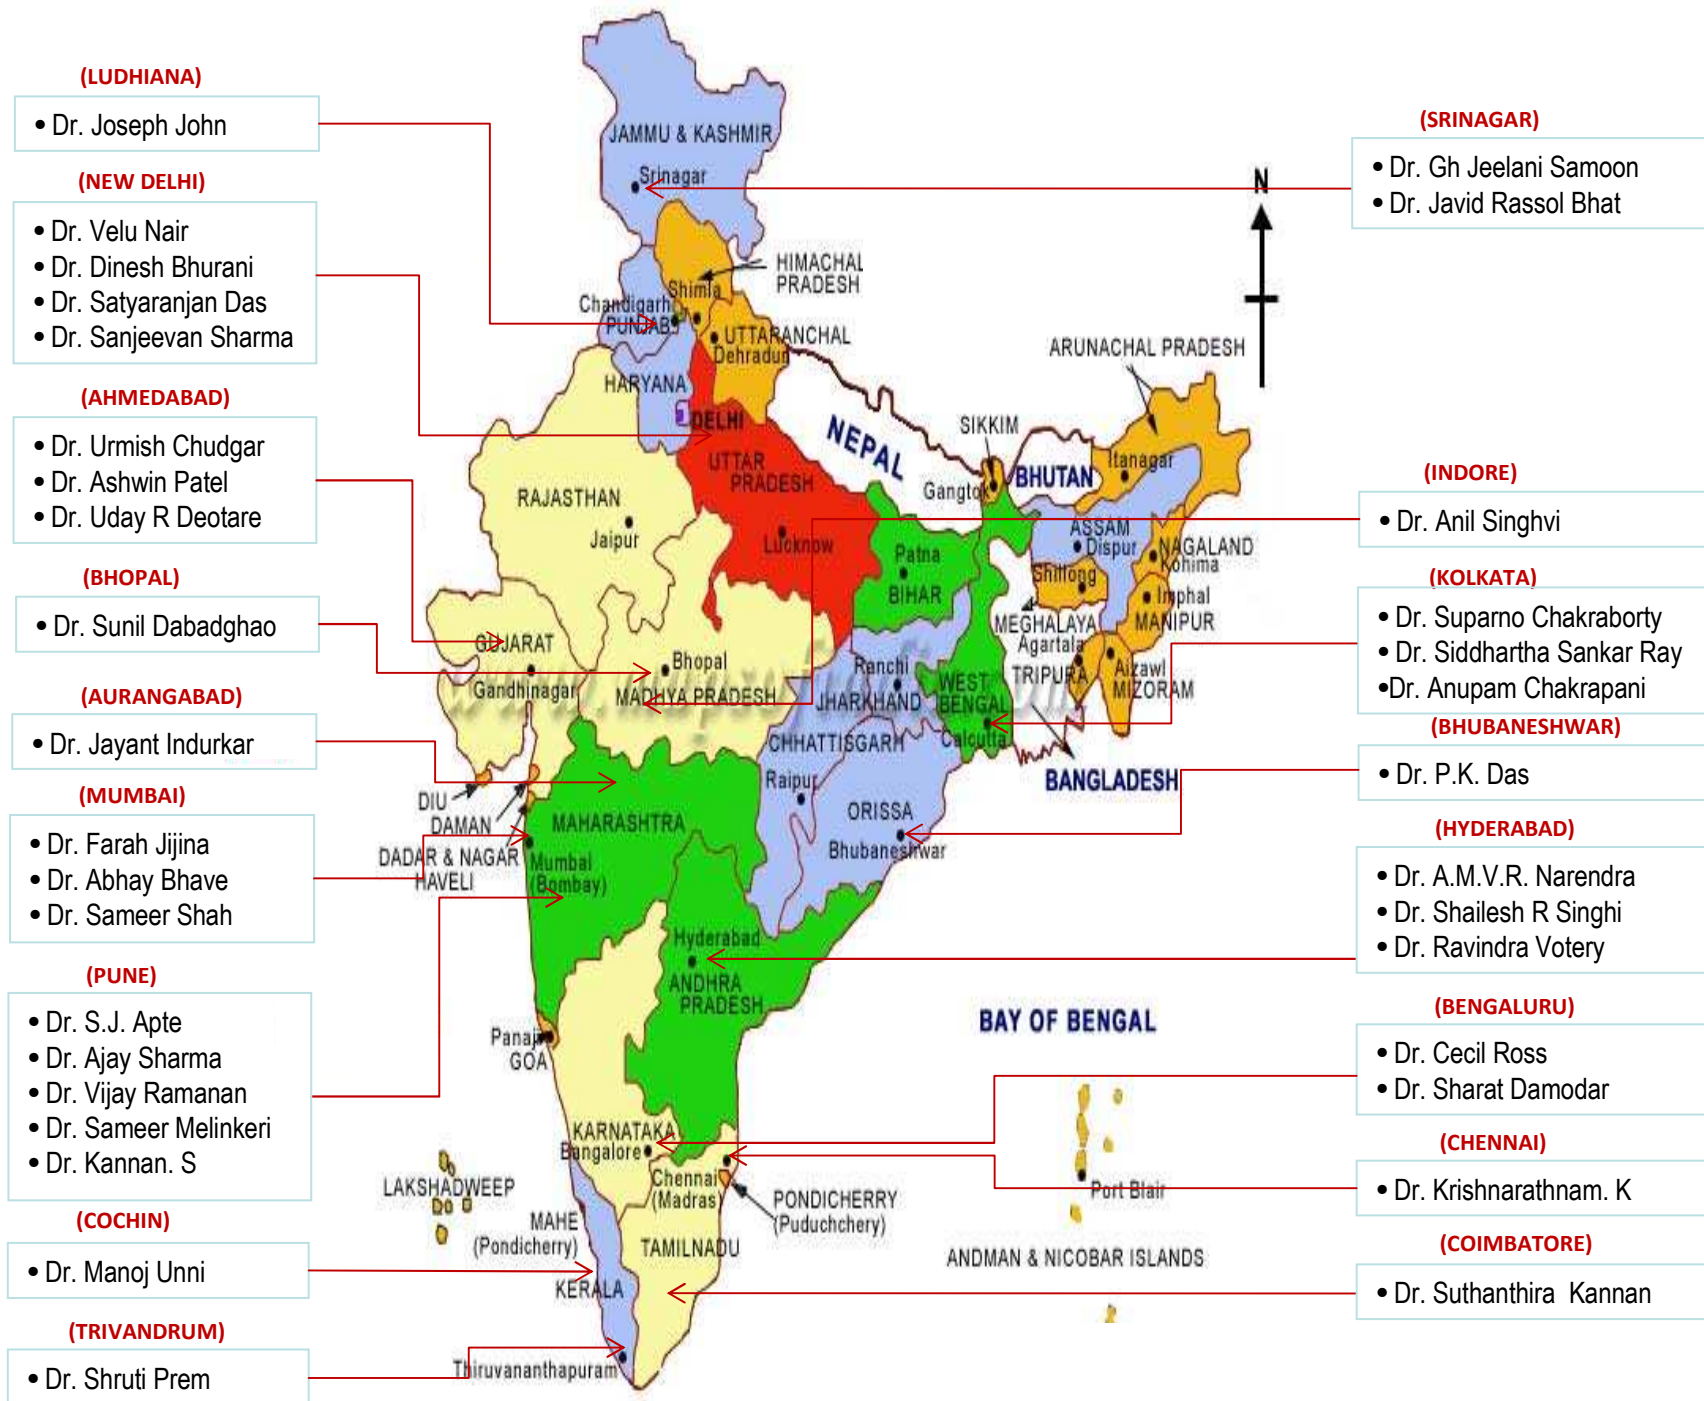 (LUDHIANA)
• Dr. Joseph John
(NEW DELHI)
• Dr. Velu Nair
• Dr. Dinesh Bhurani
• Dr. Satyaranjan Das
• Dr. Sanjeevan Sharma
(AHMEDABAD)
• Dr. Urmish Chudgar
• Dr. Ashwin Patel
• Dr. Uday R Deotare
(BHOPAL)
• Dr. Sunil Dabadghao
(AURANGABAD)
• Dr. Jayant Indurkar
(MUMBAI)
• Dr. Farah Jijina
• Dr. Abhay Bhave
• Dr. Sameer Shah
(PUNE)
• Dr. S.J. Apte
• Dr. Ajay Sharma
• Dr. Vijay Ramanan
• Dr. Sameer Melinkeri
• Dr. Kannan. S
(COCHIN)
• Dr. Manoj Unni
(TRIVANDRUM)
• Dr. Shruti Prem
JAMMU & KASHMIR
Srinagar
HIMACHAL
PRADESH
Shimla
Chandigarh
PUNJAB
UTTARANCHAL
Dehradun
HARYANA
DELHI
UTTAR
PRADESH
Lucknow
RAJASTHAN
Jaipur
NEPAL
SIKKIM
Gangtok
BHUTAN
ARUNACHAL PRADESH
Itanagar
ASSAM
Dispur
NAGALAND
Kohima
Shillong
Imphal
MANIPUR
MEGHALAYA
Agartala
TRIPURA
Aizawl
MIZORAM
Patna
BIHAR
GUJARAT
Gandhinagar
Bhopal
MADHYA PRADESH
Ranchi
JHARKHAND
WEST
BENGAL
Calcutta
CHHATTISGARH
Raipur
BANGLADESH
ORISSA
Bhubaneshwar
DIU
DAMAN
DADAR & NAGAR
HAVELI
MAHARASHTRA
Mumbai
(Bombay)
Hyderabad
ANDHRA
PRADESH
Panaji
GOA
BAY OF BENGAL
KARNATAKA
Bangalore
Chennai
(Madras)
PONDICHERRY
(Puduchchery)
LAKSHADWEEP
MAHE
(Pondicherry)
TAMILNADU
KERALA
Thiruvananthapuram
Port Blair
ANDMAN & NICOBAR ISLANDS
N
(SRINAGAR)
• Dr. Gh Jeelani Samoon
• Dr. Javid Rassol Bhat
(INDORE)
• Dr. Anil Singhvi
(KOLKATA)
• Dr. Suparno Chakraborty
• Dr. Siddhartha Sankar Ray
•Dr. Anupam Chakrapani
(BHUBANESHWAR)
• Dr. P.K. Das
(HYDERABAD)
• Dr. A.M.V.R. Narendra
• Dr. Shailesh R Singhi
• Dr. Ravindra Votery
(BENGALURU)
• Dr. Cecil Ross
• Dr. Sharat Damodar
(CHENNAI)
• Dr. Krishnarathnam. K
(COIMBATORE)
• Dr. Suthanthira Kannan